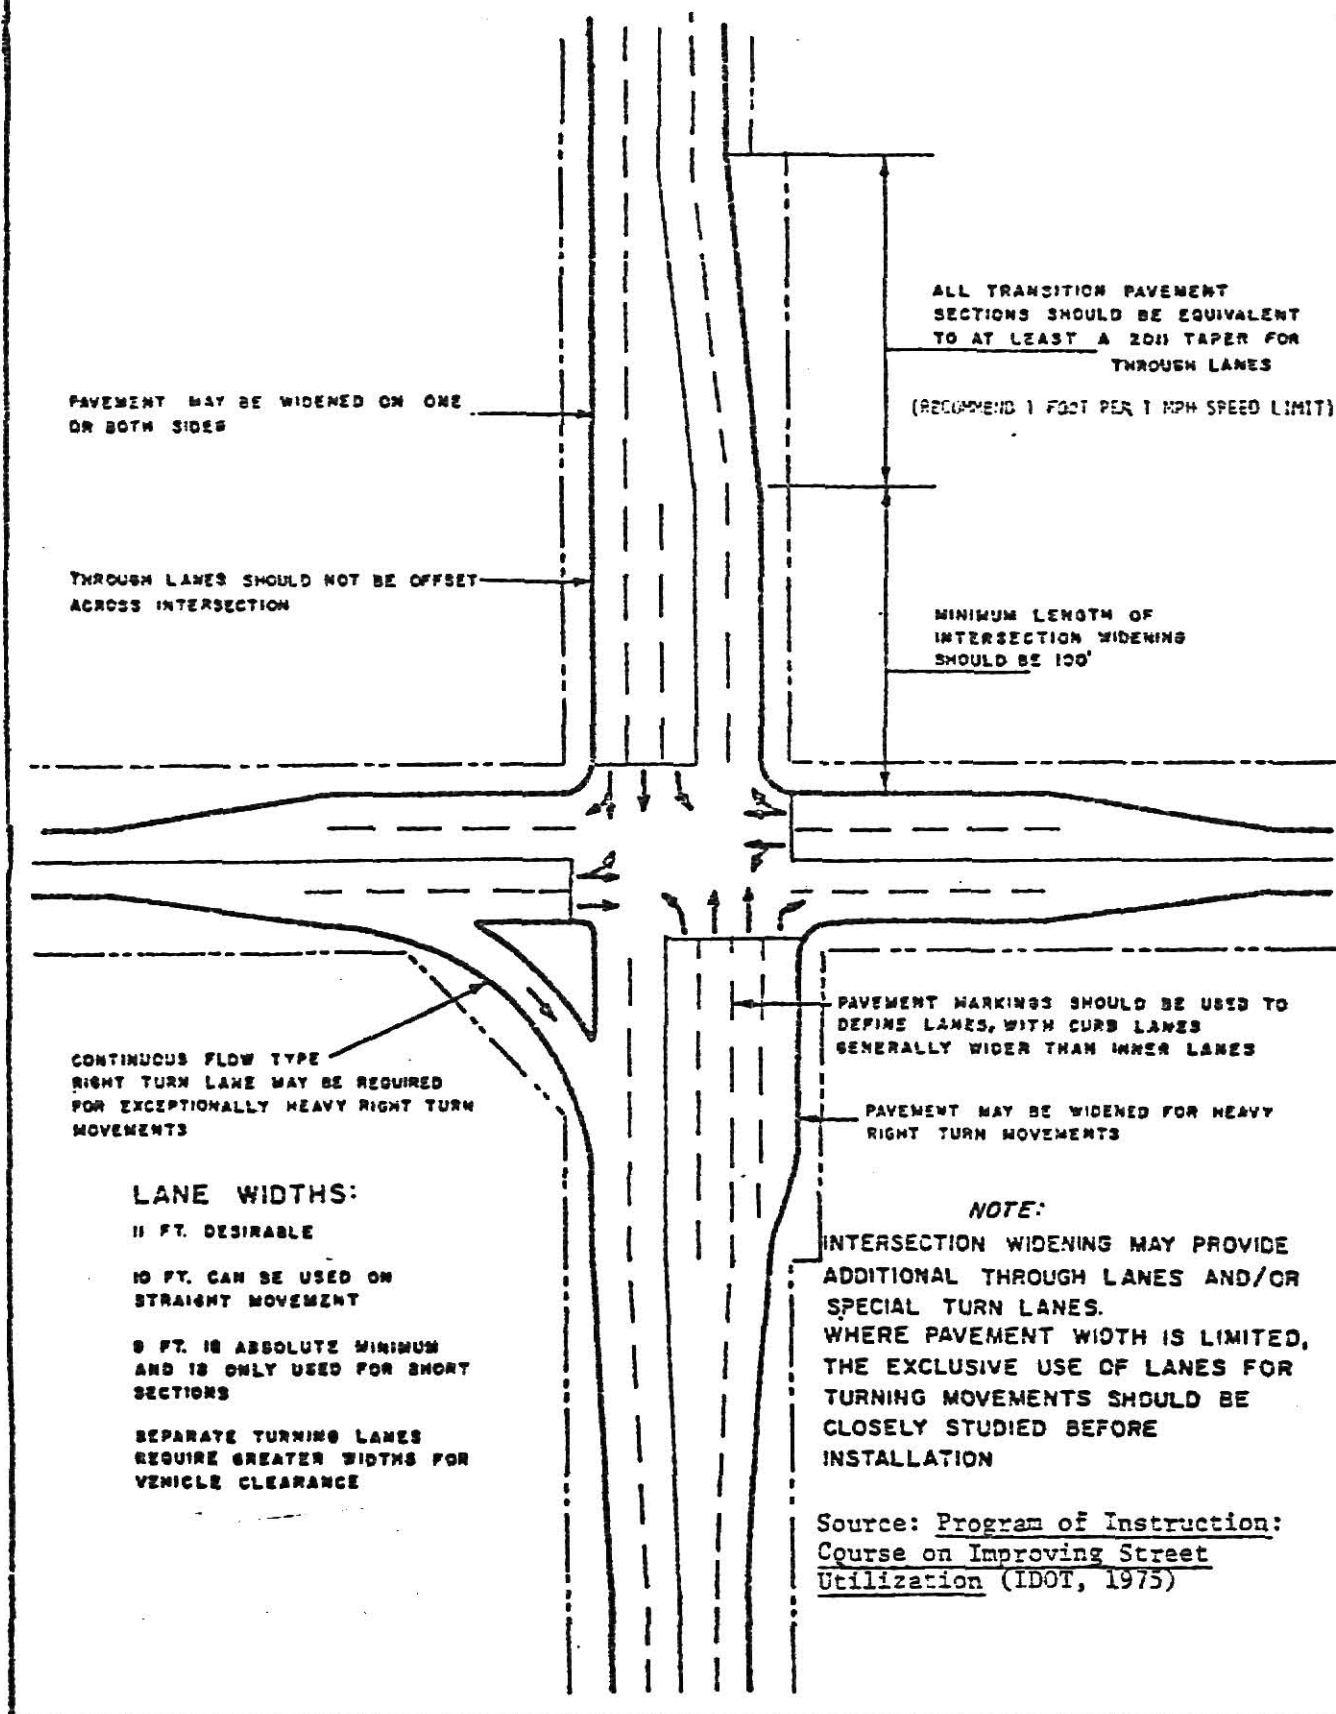 ALL TRANSITION PAVEMENT
SECTIONS SHOULD BE EQUIVALENT
TO AT LEAST A 20:1 TAPER FOR
THROUGH LANES
(RECOMMEND 1 FOOT PER 1 MPH SPEED LIMIT)
PAVEMENT MAY BE WIDENED ON ONE
OR BOTH SIDES
THROUGH LANES SHOULD NOT BE OFFSET
ACROSS INTERSECTION
MINIMUM LENGTH OF
INTERSECTION WIDENING
SHOULD BE 100'
PAVEMENT MARKINGS SHOULD BE USED TO
DEFINE LANES, WITH CURB LANES
GENERALLY WIDER THAN INNER LANES
CONTINUOUS FLOW TYPE
RIGHT TURN LANE MAY BE REQUIRED
FOR EXCEPTIONALLY HEAVY RIGHT TURN
MOVEMENTS
PAVEMENT MAY BE WIDENED FOR HEAVY
RIGHT TURN MOVEMENTS
LANE WIDTHS:
11 FT. DESIRABLE
10 FT. CAN BE USED ON
STRAIGHT MOVEMENT
9 FT. IS ABSOLUTE MINIMUM
AND IS ONLY USED FOR SHORT
SECTIONS
SEPARATE TURNING LANES
REQUIRE GREATER WIDTHS FOR
VEHICLE CLEARANCE
NOTE:
INTERSECTION WIDENING MAY PROVIDE
ADDITIONAL THROUGH LANES AND/OR
SPECIAL TURN LANES.
WHERE PAVEMENT WIDTH IS LIMITED,
THE EXCLUSIVE USE OF LANES FOR
TURNING MOVEMENTS SHOULD BE
CLOSELY STUDIED BEFORE
INSTALLATION
Source: Program of Instruction:
Course on Improving Street
Utilization (IDOT, 1975)